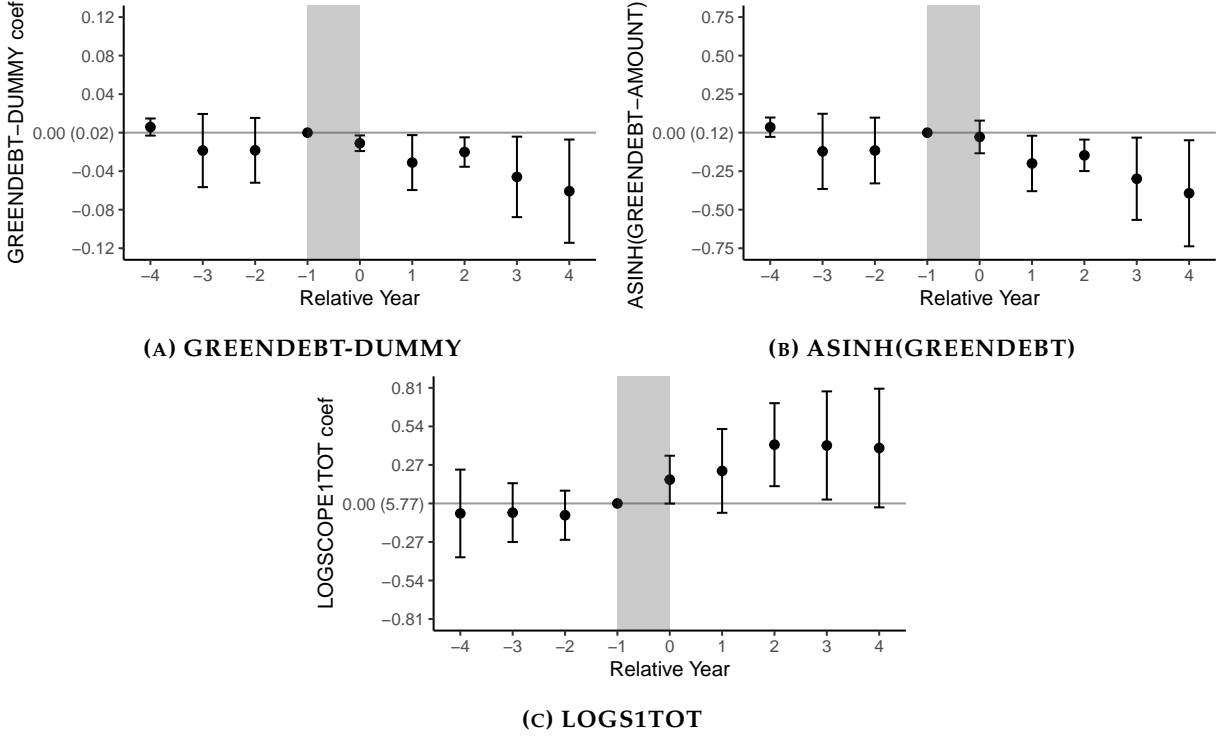 GREENDEBT−DUMMY coef
0.12
0.08
0.04
0.00 (0.02)
−0.04
−0.08
−0.12
−4 −3 −2 −1 0 1 2 3 4
Relative Year
(A) GREENDEBT-DUMMY
ASINH(GREENDEBT−AMOUNT)
0.75
0.50
0.25
0.00 (0.12)
−0.25
−0.50
−0.75
−4 −3 −2 −1 0 1 2 3 4
Relative Year
(B) ASINH(GREENDEBT)
LOGSCOPE1TOT coef
0.81
0.54
0.27
0.00 (5.77)
−0.27
−0.54
−0.81
−4 −3 −2 −1 0 1 2 3 4
Relative Year
(C) LOGS1TOT